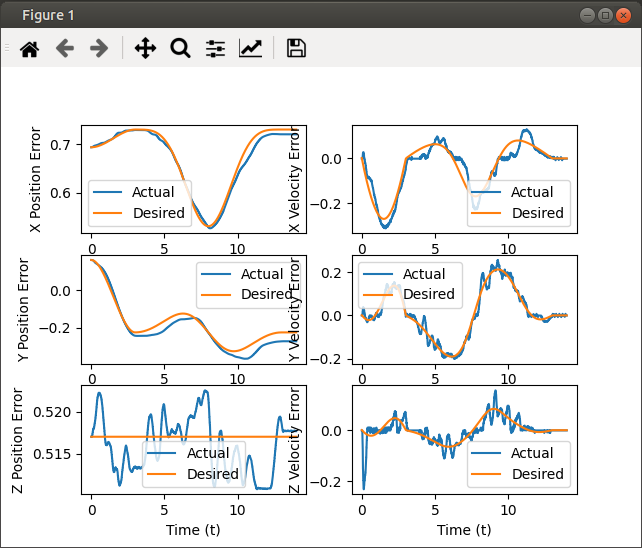 Figure 1
X Position Error
0.7
0.6
Actual
Desired
0
5
10
X Velocity Error
0.0
−0.2
Actual
Desired
0
5
10
Y Position Error
0.0
−0.2
Actual
Desired
0
5
10
Y Velocity Error
0.2
0.0
−0.2
Actual
Desired
0
5
10
Z Position Error
0.520
0.515
Actual
Desired
0
5
10
Time (t)
Z Velocity Error
0.0
−0.2
Actual
Desired
0
5
10
Time (t)